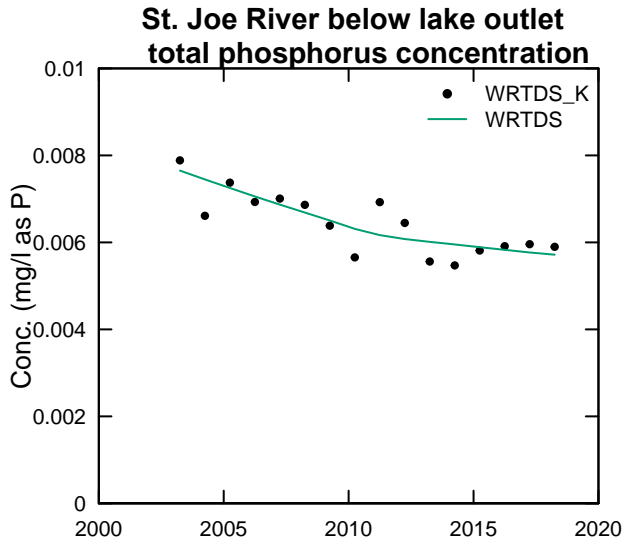 St. Joe River below lake outlet
total phosphorus concentration
WRTDS_K
WRTDS
Conc. (mg/l as P)
0.01
0.008
0.006
0.004
0.002
0
2000 2005 2010 2015 2020